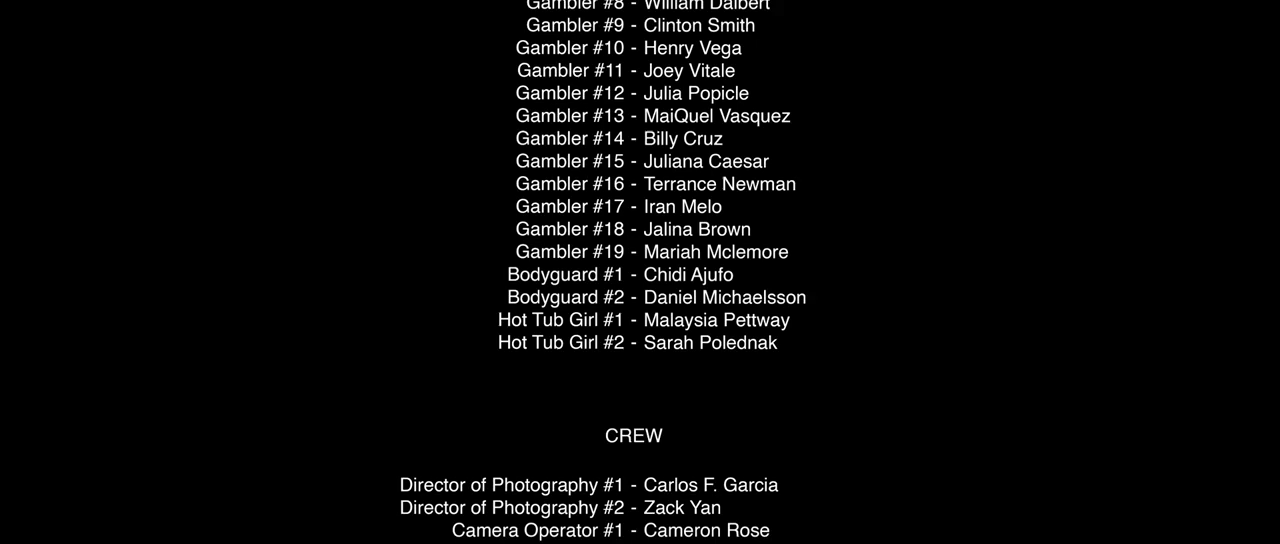 Gambler #8 - William Dalbert
Gambler #9 - Clinton Smith
Gambler #10 - Henry Vega
Gambler #11 - Joey Vitale
Gambler #12 - Julia Popicle
Gambler #13 - MaiQuel Vasquez
Gambler #14 - Billy Cruz
Gambler #15 - Juliana Caesar
Gambler #16 - Terrance Newman
Gambler #17 - Iran Melo
Gambler #18 - Jalina Brown
Gambler #19 - Mariah Mclemore
Bodyguard #1 - Chidi Ajufo
Bodyguard #2 - Daniel Michaelsson
Hot Tub Girl #1 - Malaysia Pettway
Hot Tub Girl #2 - Sarah Polednak
CREW
Director of Photography #1 - Carlos F. Garcia
Director of Photography #2 - Zack Yan
Camera Operator #1 - Cameron Rose